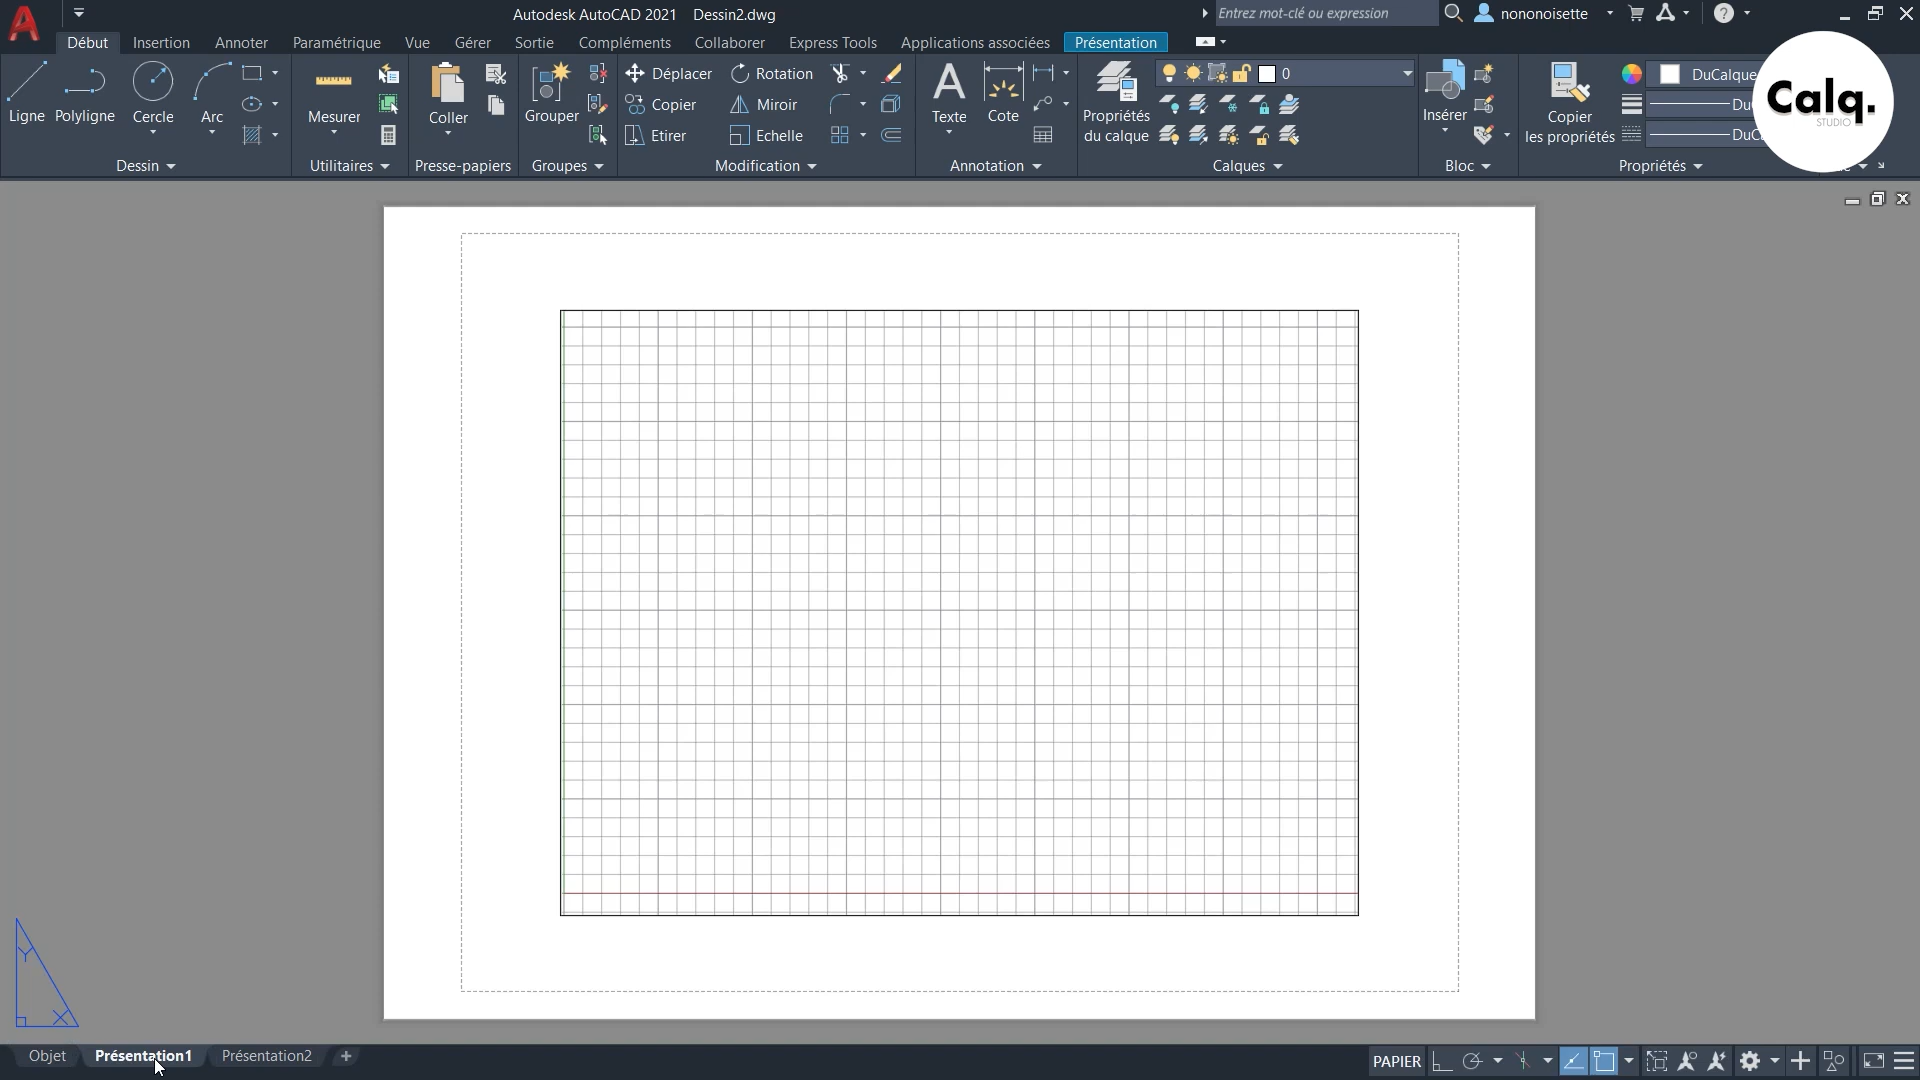 Autodesk AutoCAD 2021 Dessin2.dwg
Entrez mot-clé ou expression
nononoisette
Début Insertion Annoter Paramétrique Vue Gérer Sortie Compléments Collaborer Express Tools Applications associées Présentation
Ligne Polyligne Cercle Arc
Mesurer
Coller
Grouper
Déplacer Rotation
Copier Miroir
Etirer Echelle
Texte Cote
Propriétés
du calque
0
Insérer
Copier
les propriétés
DuCalque
Calq.
STUDIO
Dessin Utilitaires Presse-papiers Groupes Modification Annotation Calques Bloc Propriétés
Y
X
Objet Présentation1 Présentation2 +
PAPIER